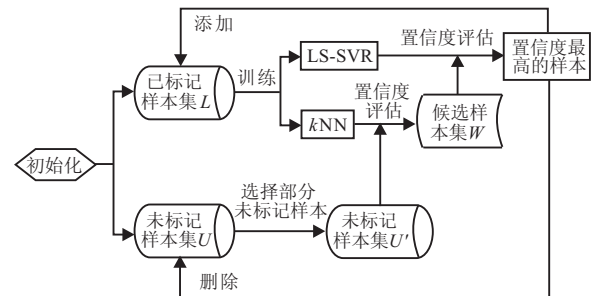 添加
已标记
样本集L
训练
LS-SVR
置信度评估
置信度最
高的样本
置信度
评估
kNN
候选样
本集W
初始化
选择部分
未标记样本
未标记
样本集U
未标记
样本集U'
删除